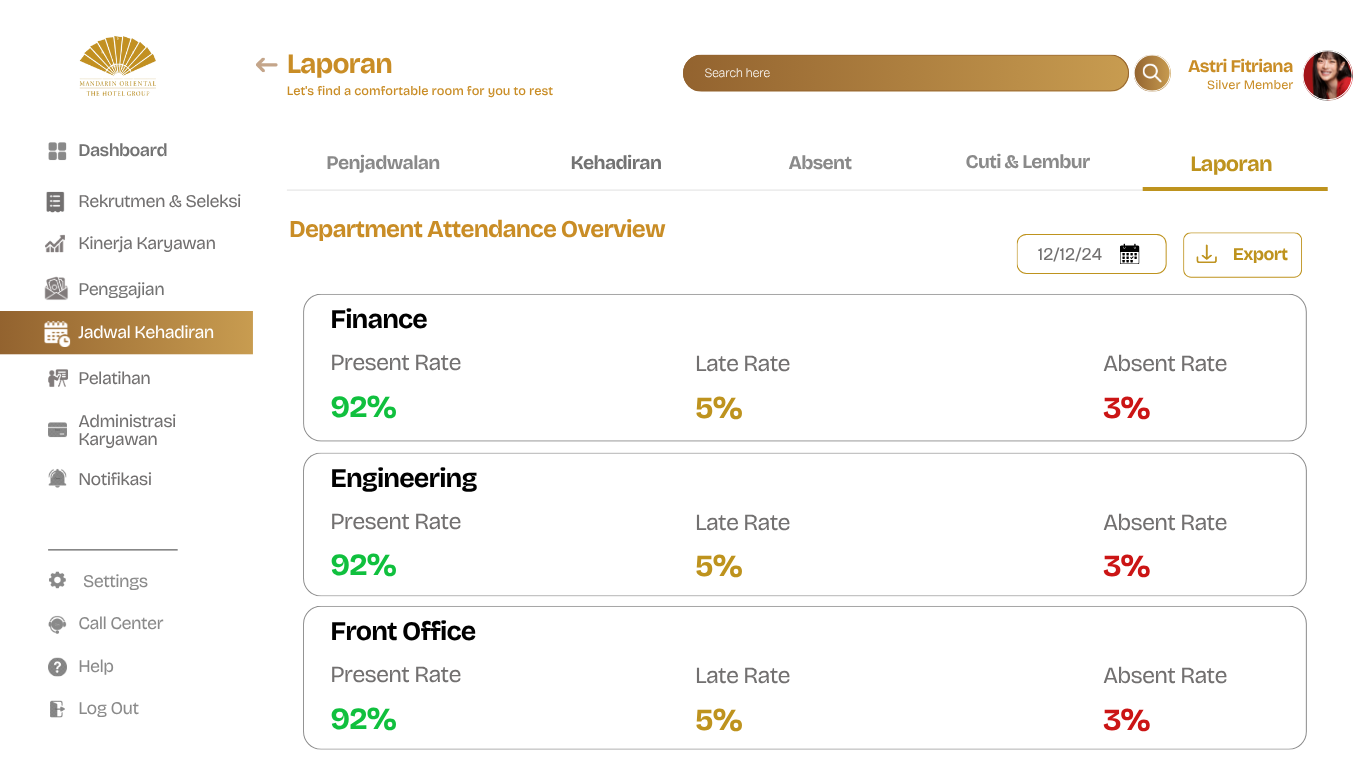 MANDARIN ORIENTAL
THE HOTEL GROUP
Laporan
Let's find a comfortable room for you to rest
Search here
Astri Fitriana
Silver Member
Dashboard
Rekrutmen & Seleksi
Kinerja Karyawan
Penggajian
Jadwal Kehadiran
Pelatihan
Administrasi
Karyawan
Notifikasi
Settings
Call Center
Help
Log Out
Penjadwalan
Kehadiran
Absent
Cuti & Lembur
Laporan
Department Attendance Overview
12/12/24
Export
Finance
Present Rate
Late Rate
Absent Rate
92%
5%
3%
Engineering
Present Rate
Late Rate
Absent Rate
92%
5%
3%
Front Office
Present Rate
Late Rate
Absent Rate
92%
5%
3%